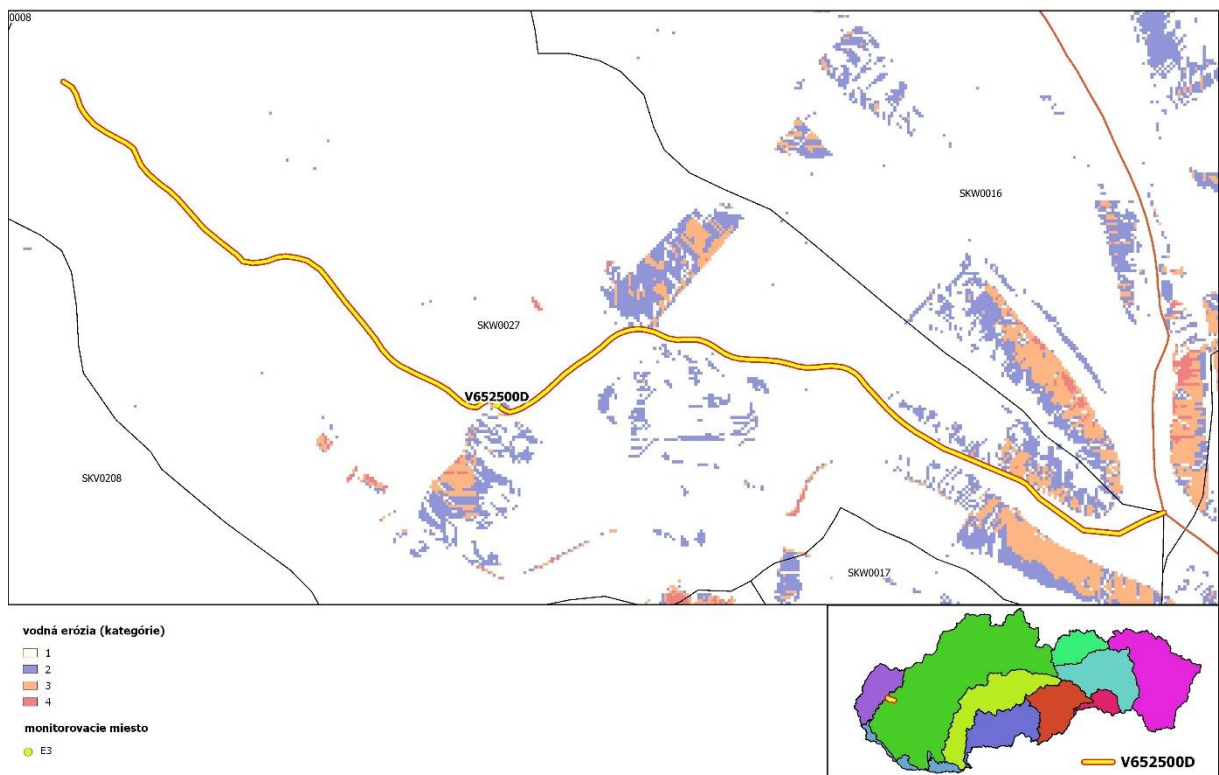 0008
SKW0016
SKW0027
V652500D
SKV0208
SKW0017
vodná erózia (kategórie)
1
2
3
4
monitorovacie miesto
E3
V652500D